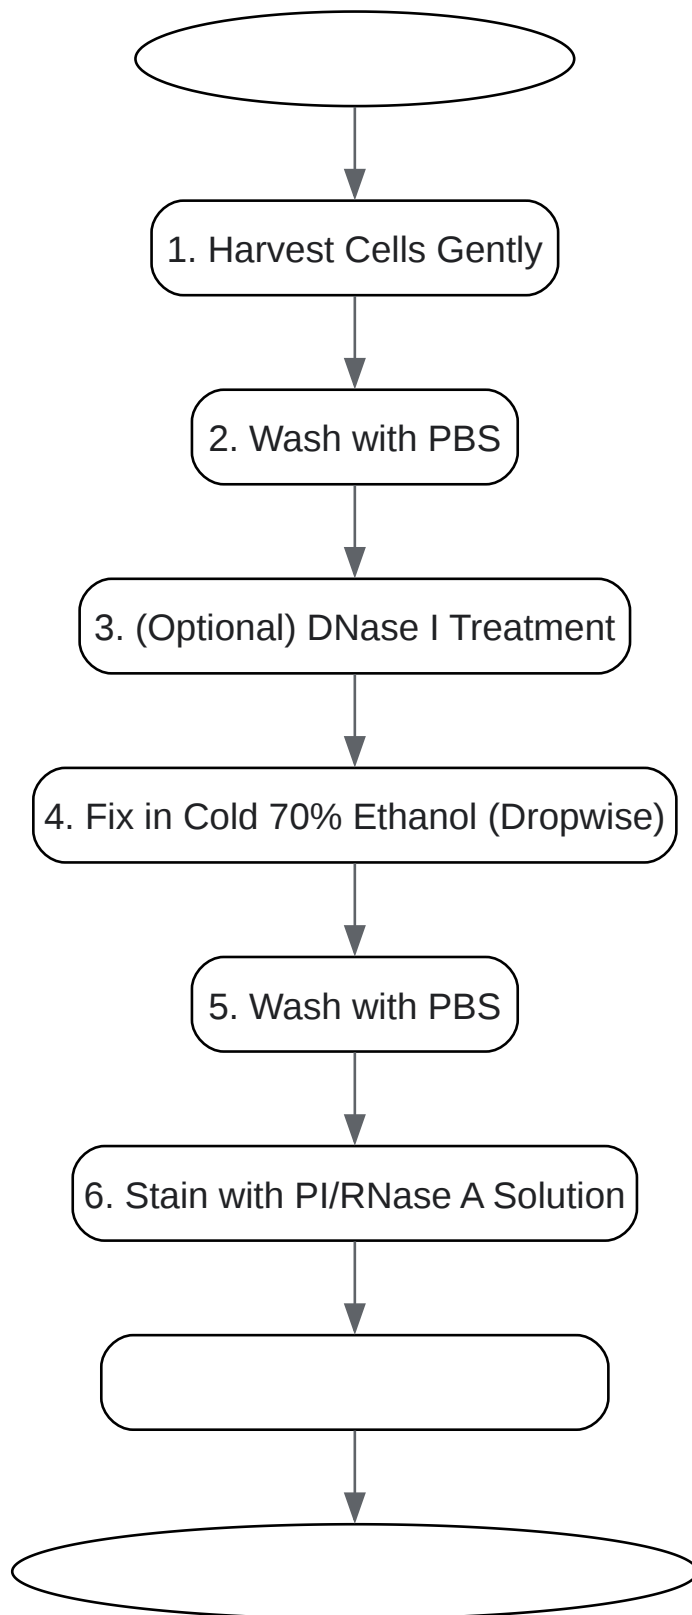 1. Harvest Cells Gently
2. Wash with PBS
3. (Optional) DNase I Treatment
4. Fix in Cold 70% Ethanol (Dropwise)
5. Wash with PBS
6. Stain with PI/RNase A Solution